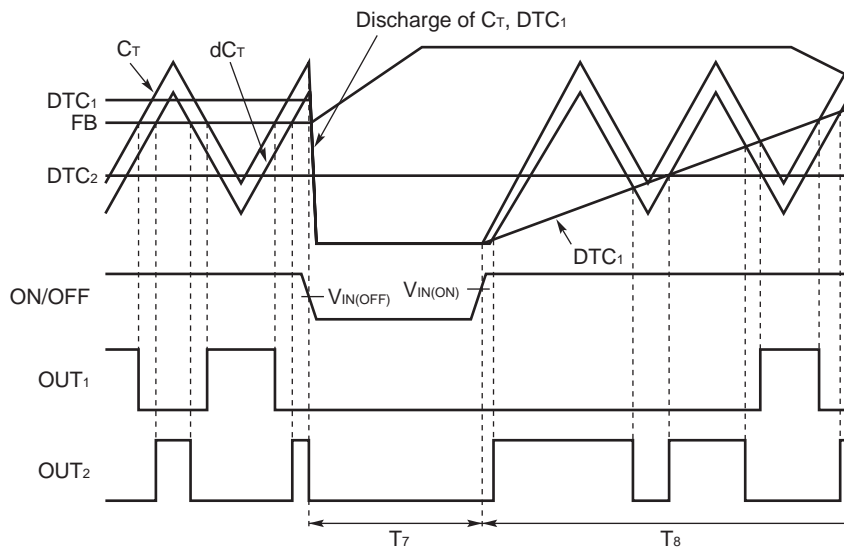 Discharge of CT, DTC1
CT
dCT
DTC1
FB
DTC2
DTC1
ON/OFF
VIN(OFF)
VIN(ON)
OUT1
OUT2
T7
T8